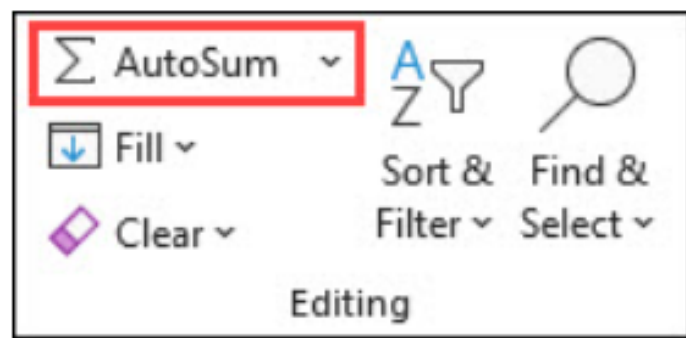 Σ AutoSum
Fill
Clear
A
Z
Sort &
Filter
Find &
Select
Editing